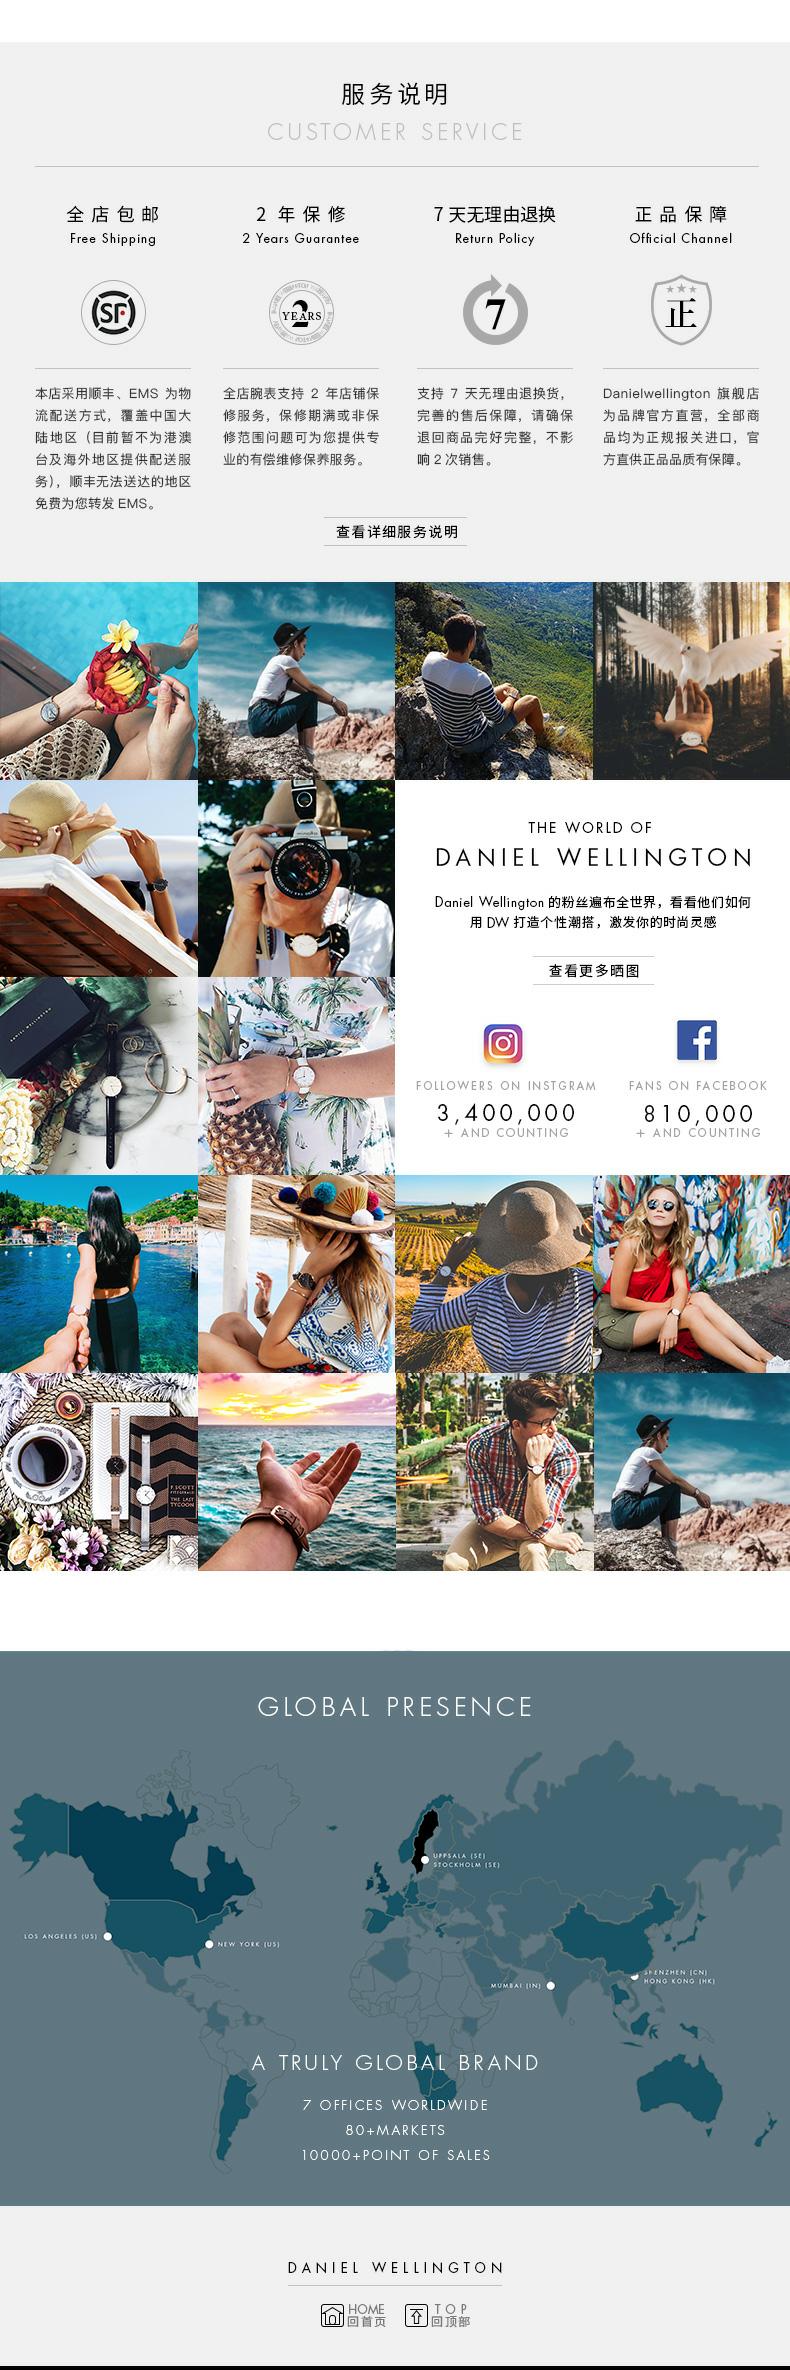 服务说明
CUSTOMER SERVICE
全店包邮
Free Shipping
2 年保修
2 Years Guarantee
7 天无理由退换
Return Policy
正品保障
Official Channel
SF
2
YEARS
7
正
本店采用顺丰、EMS 为物
流配送方式，覆盖中国大
陆地区（目前暂不为港澳
台及海外地区提供配送服
务），顺丰无法送达的地区
免费为您转发 EMS。
全店腕表支持 2 年店铺保
修服务，保修期满或非保
修范围问题可为您提供专
业的有偿维修保养服务。
支持 7 天无理由退换货，
完善的售后保障，请确保
退回商品完好完整，不影
响 2 次销售。
Danielwellington 旗舰店
为品牌官方直营，全部商
品均为正规报关进口，官
方直供正品品质有保障。
查看详细服务说明
THE WORLD OF
DANIEL WELLINGTON
Daniel Wellington 的粉丝遍布全世界，看看他们如何
用 DW 打造个性潮搭，激发你的时尚灵感
查看更多晒图
FOLLOWERS ON INSTGRAM
3,400,000
+ AND COUNTING
FANS ON FACEBOOK
810,000
+ AND COUNTING
DANIEL WELLINGTON
F. SCOTT
FITZGERALD
THE LAST
TYCOON
GLOBAL PRESENCE
UPPSALA (SE)
STOCKHOLM (SE)
LOS ANGELES (US)
NEW YORK (US)
MUMBAI (IN)
SHENZHEN (CN)
HONG KONG (HK)
A TRULY GLOBAL BRAND
7 OFFICES WORLDWIDE
80+MARKETS
10000+POINT OF SALES
DANIEL WELLINGTON
HOME
回首页
TOP
回顶部